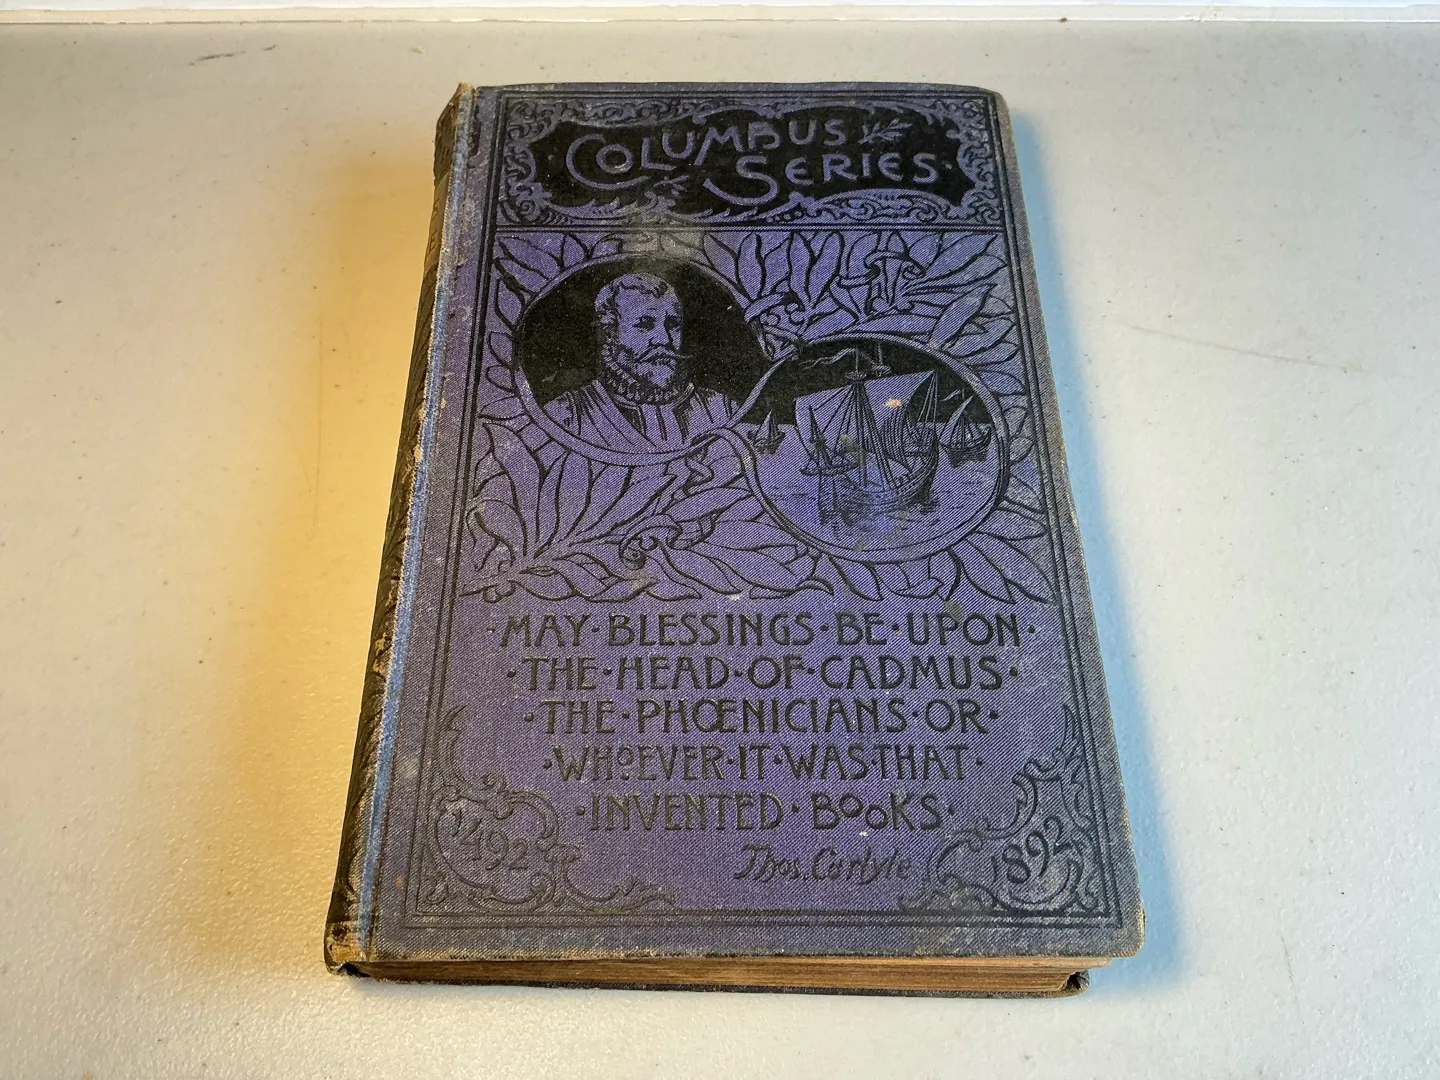 COLUMBUS
SERIES
·MAY·BLESSINGS·BE·UPON·
·THE·HEAD·OF·CADMUS·
·THE·PHŒNICIANS·OR·
·WHOEVER·IT·WAS·THAT·
·INVENTED·BOOKS·
Thos. Carlyle
1492
1892